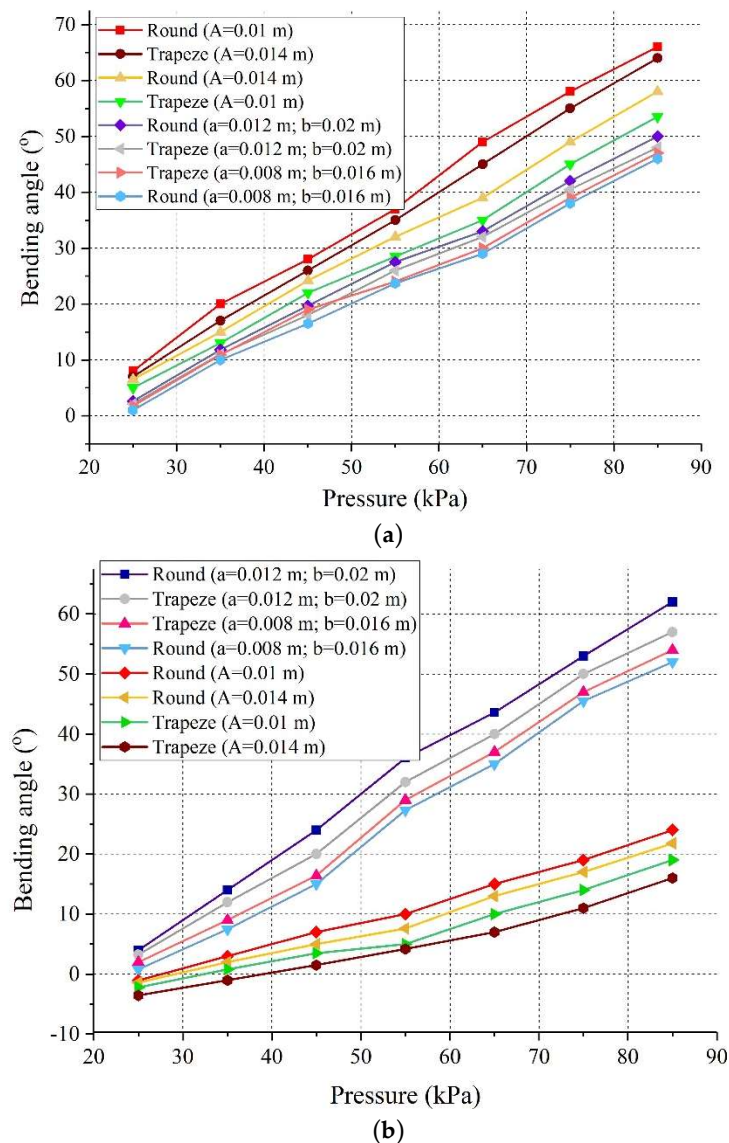 70
60
50
40
30
20
10
0
Bending angle (º)
Round (A=0.01 m)
Trapeze (A=0.014 m)
Round (A=0.014 m)
Trapeze (A=0.01 m)
Round (a=0.012 m; b=0.02 m)
Trapeze (a=0.012 m; b=0.02 m)
Trapeze (a=0.008 m; b=0.016 m)
Round (a=0.008 m; b=0.016 m)
20 30 40 50 60 70 80 90
Pressure (kPa)
(a)
60
50
40
30
20
10
0
-10
Bending angle (º)
Round (a=0.012 m; b=0.02 m)
Trapeze (a=0.012 m; b=0.02 m)
Trapeze (a=0.008 m; b=0.016 m)
Round (a=0.008 m; b=0.016 m)
Round (A=0.01 m)
Round (A=0.014 m)
Trapeze (A=0.01 m)
Trapeze (A=0.014 m)
20 30 40 50 60 70 80 90
Pressure (kPa)
(b)